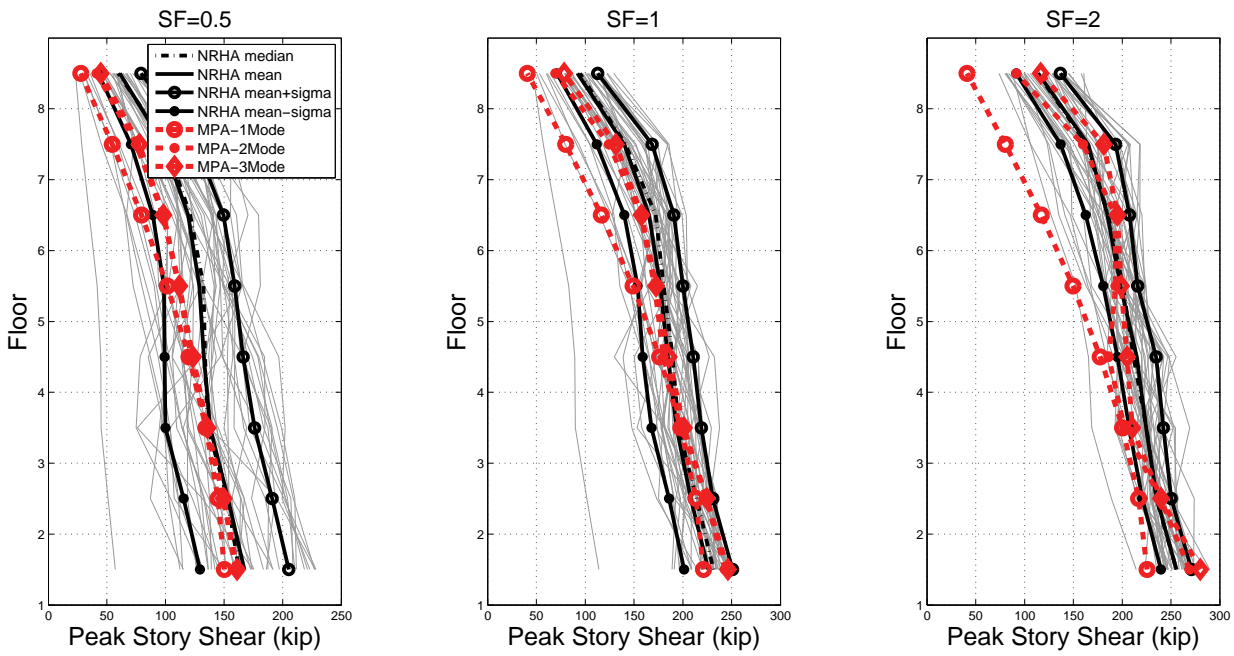 SF=0.5
NRHA median
NRHA mean
NRHA mean+sigma
NRHA mean−sigma
MPA−1Mode
MPA−2Mode
MPA−3Mode
8
7
6
5
4
3
2
1
0 50 100 150 200 250
Floor
Peak Story Shear (kip)
SF=1
8
7
6
5
4
3
2
1
0 50 100 150 200 250 300
Floor
Peak Story Shear (kip)
SF=2
8
7
6
5
4
3
2
1
0 50 100 150 200 250 300
Floor
Peak Story Shear (kip)